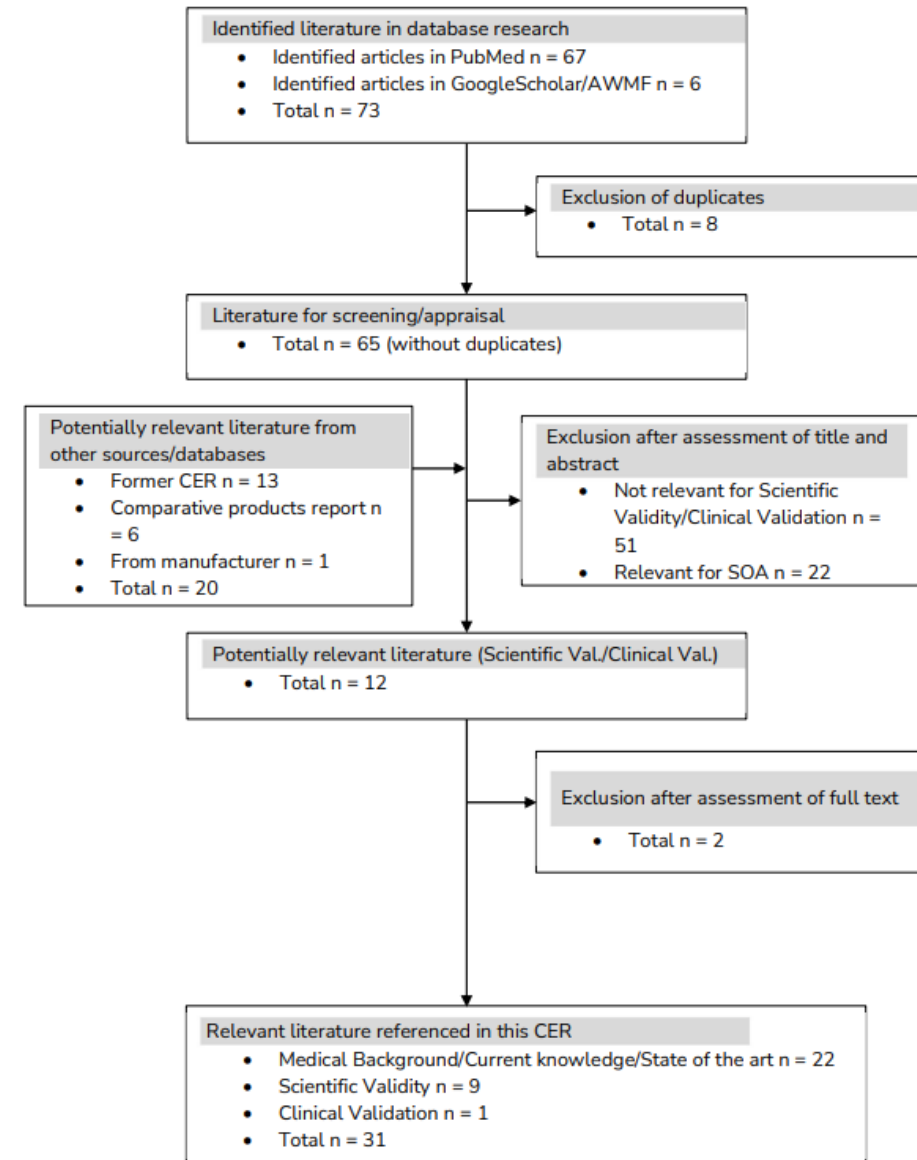 Identified literature in database research
• Identified articles in PubMed n = 67
• Identified articles in GoogleScholar/AWMF n = 6
• Total n = 73
Exclusion of duplicates
• Total n = 8
Literature for screening/appraisal
• Total n = 65 (without duplicates)
Potentially relevant literature from
other sources/databases
• Former CER n = 13
• Comparative products report n
= 6
• From manufacturer n = 1
• Total n = 20
Exclusion after assessment of title and
abstract
• Not relevant for Scientific
Validity/Clinical Validation n =
51
• Relevant for SOA n = 22
Potentially relevant literature (Scientific Val./Clinical Val.)
• Total n = 12
Exclusion after assessment of full text
• Total n = 2
Relevant literature referenced in this CER
• Medical Background/Current knowledge/State of the art n = 22
• Scientific Validity n = 9
• Clinical Validation n = 1
• Total n = 31